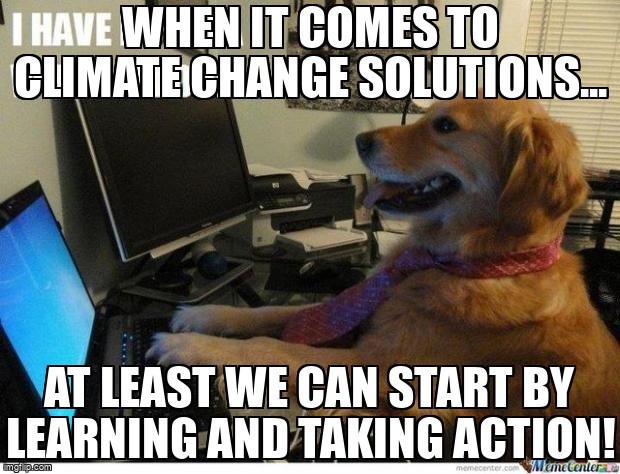 I HAVE
WHEN IT COMES TO
CLIMATE CHANGE SOLUTIONS...
AT LEAST WE CAN START BY
LEARNING AND TAKING ACTION!
imgflip.com
memecenter.com MemeCenter